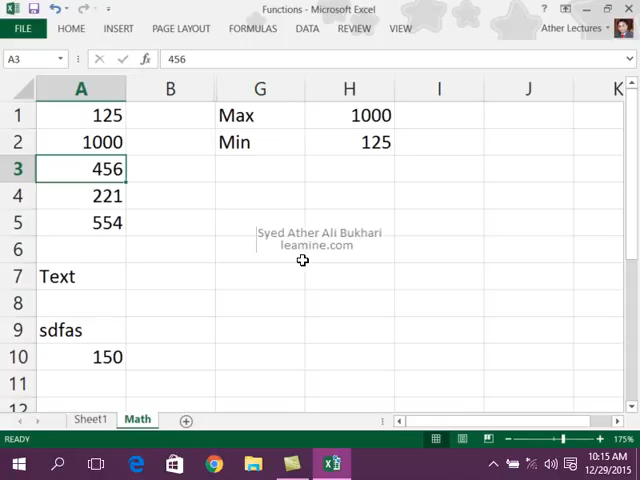 Functions - Microsoft Excel
FILE HOME INSERT PAGE LAYOUT FORMULAS DATA REVIEW VIEW Ather Lectures
A3 fx 456
A B G H I J K
1 125 Max 1000
2 1000 Min 125
3 456
4 221
5 554
Syed Ather Ali Bukhari
6
leamine.com
7 Text
8
9 sdfas
10 150
11
12
Sheet1 Math
READY 175%
10:15 AM
12/29/2015